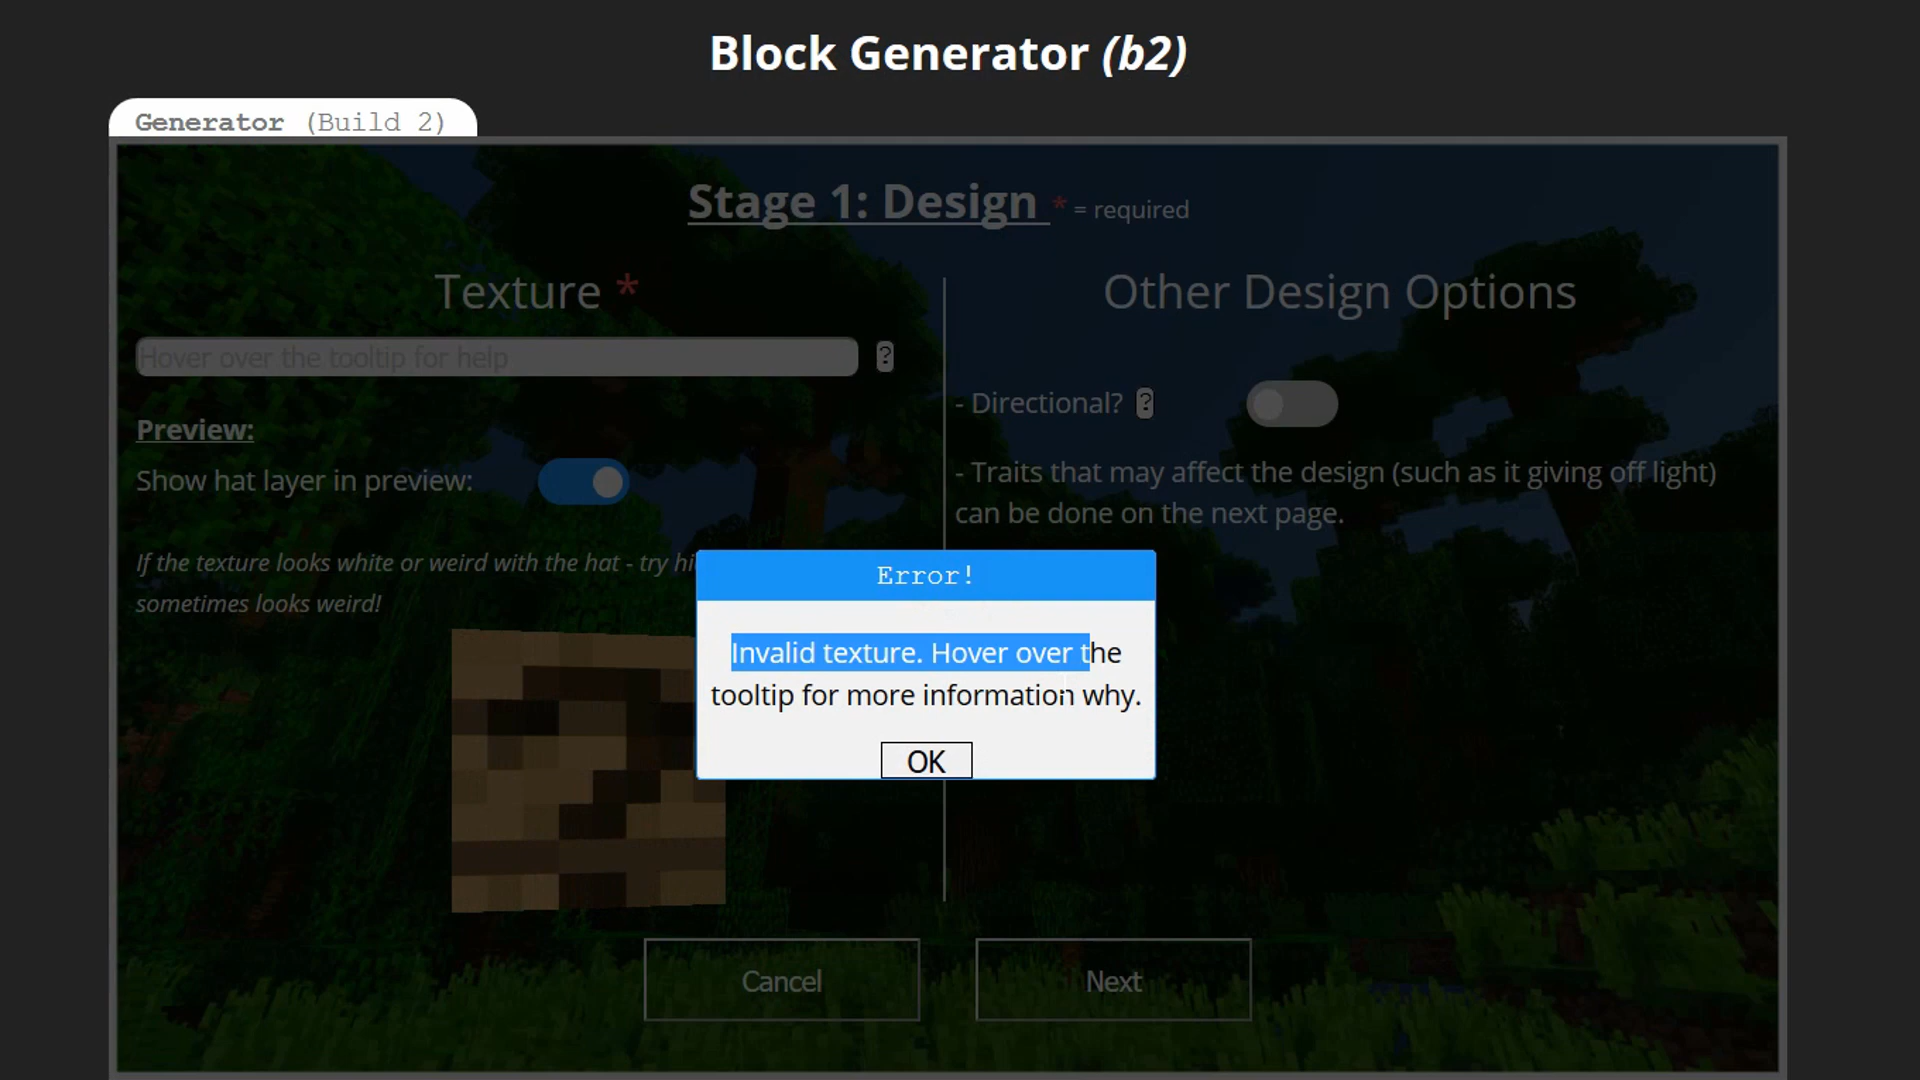 Block Generator (b2)
Generator (Build 2)
Stage 1: Design * = required
Texture *
Hover over the tooltip for help
?
Preview:
Show hat layer in preview:
If the texture looks white or weird with the hat - try hi
sometimes looks weird!
Other Design Options
- Directional? ?
- Traits that may affect the design (such as it giving off light)
can be done on the next page.
Error!
Invalid texture. Hover over the
tooltip for more information why.
OK
Cancel
Next